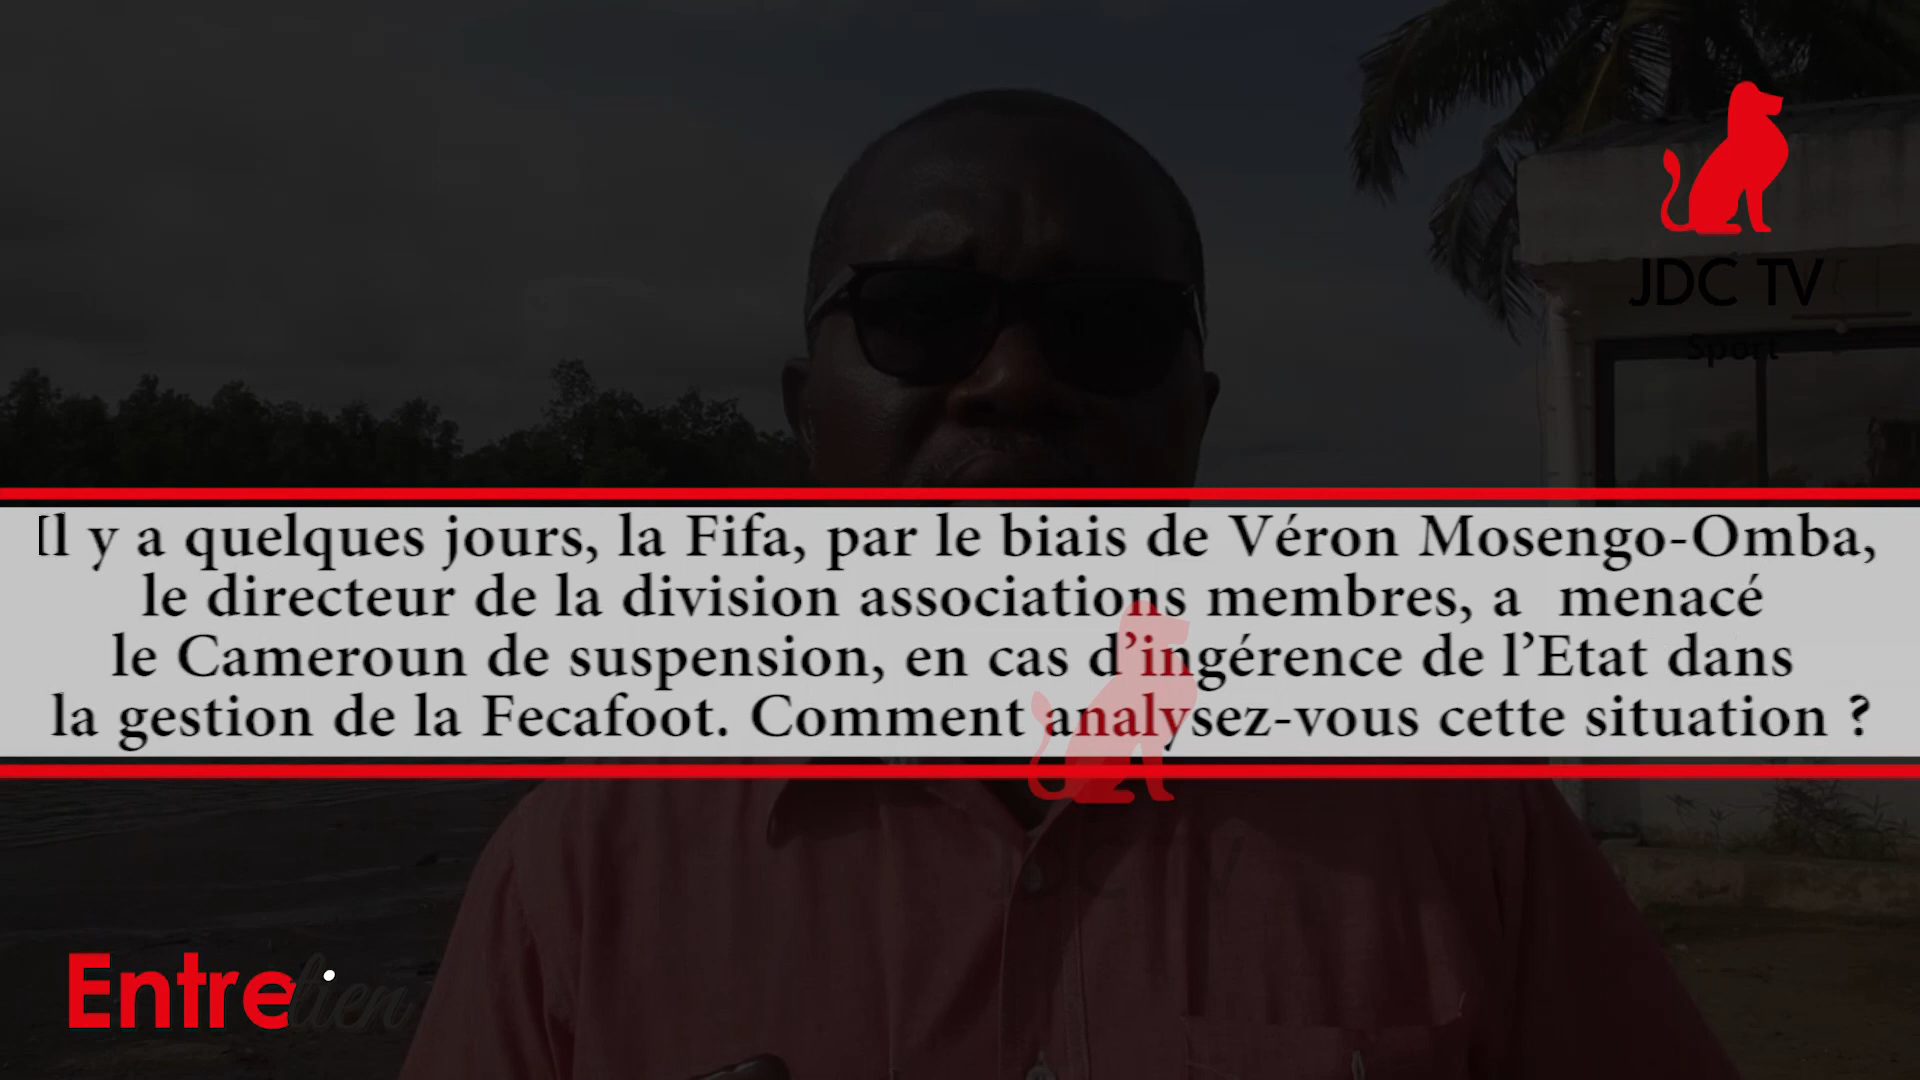 JDC TV
Sport
Il y a quelques jours, la Fifa, par le biais de Véron Mosengo-Omba,
le directeur de la division associations membres, a  menacé
le Cameroun de suspension, en cas d’ingérence de l’Etat dans
la gestion de la Fecafoot. Comment analysez-vous cette situation ?
Entretien